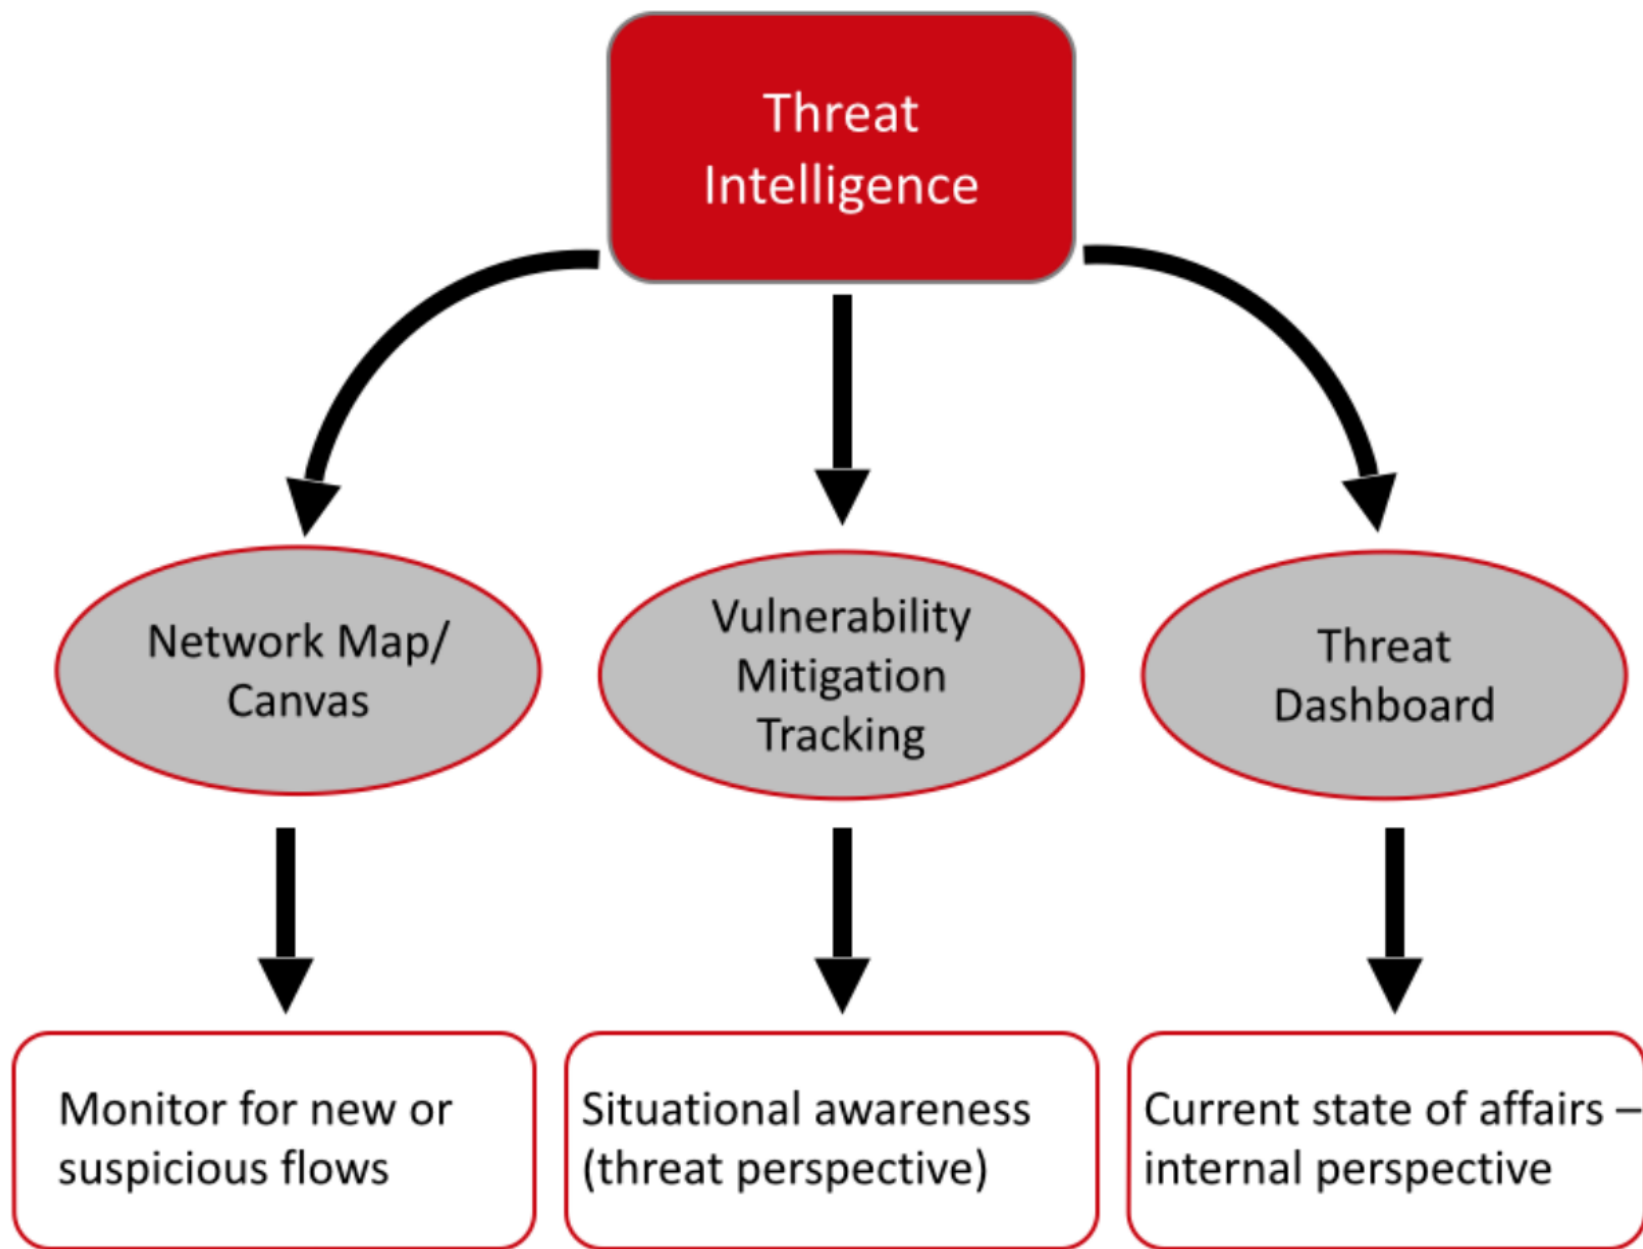 Threat
Intelligence
Network Map/
Canvas
Vulnerability
Mitigation
Tracking
Threat
Dashboard
Monitor for new or
suspicious flows
Situational awareness
(threat perspective)
Current state of affairs –
internal perspective